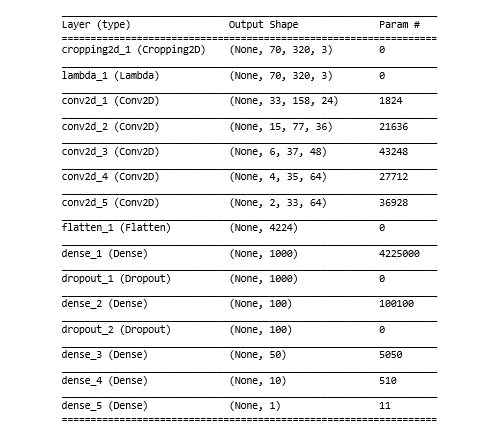 Layer (type) Output Shape Param #
cropping2d_1 (Cropping2D) (None, 70, 320, 3) 0
lambda_1 (Lambda) (None, 70, 320, 3) 0
conv2d_1 (Conv2D) (None, 33, 158, 24) 1824
conv2d_2 (Conv2D) (None, 15, 77, 36) 21636
conv2d_3 (Conv2D) (None, 6, 37, 48) 43248
conv2d_4 (Conv2D) (None, 4, 35, 64) 27712
conv2d_5 (Conv2D) (None, 2, 33, 64) 36928
flatten_1 (Flatten) (None, 4224) 0
dense_1 (Dense) (None, 1000) 4225000
dropout_1 (Dropout) (None, 1000) 0
dense_2 (Dense) (None, 100) 100100
dropout_2 (Dropout) (None, 100) 0
dense_3 (Dense) (None, 50) 5050
dense_4 (Dense) (None, 10) 510
dense_5 (Dense) (None, 1) 11